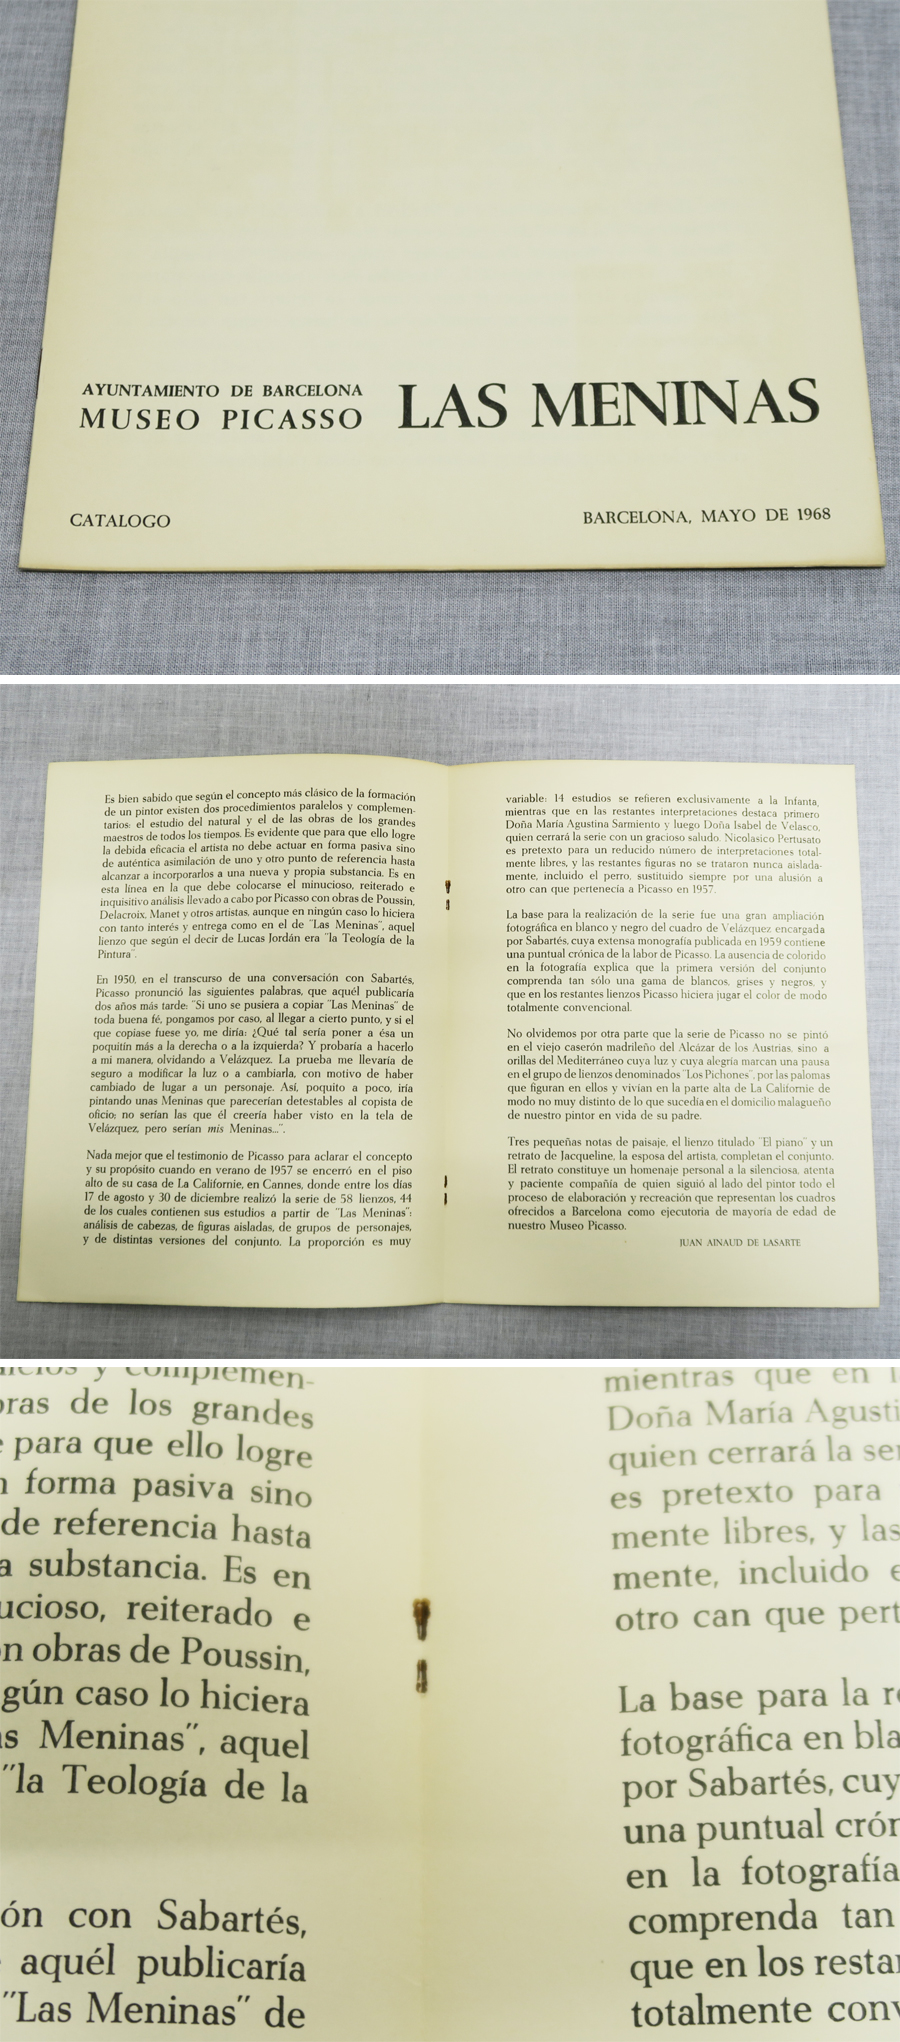 AYUNTAMIENTO DE BARCELONA
MUSEO PICASSO
LAS MENINAS
CATALOGO
BARCELONA, MAYO DE 1968
Es bien sabido que según el concepto más clásico de la formación
de un pintor existen dos procedimientos paralelos y complemen-
tarios: el estudio del natural y el de las obras de los grandes
maestros de todos los tiempos. Es evidente que para que ello logre
la debida eficacia el artista no debe actuar en forma pasiva sino
de auténtica asimilación de uno y otro punto de referencia hasta
alcanzar a incorporarlos a una nueva y propia substancia. Es en
esta línea en la que debe colocarse el minucioso, reiterado e
inquisitivo análisis llevado a cabo por Picasso con obras de Poussin,
Delacroix, Manet y otros artistas, aunque en ningún caso lo hiciera
con tanto interés y entrega como en el de "Las Meninas", aquel
lienzo que según el decir de Lucas Jordán era "la Teología de la
Pintura".
En 1950, en el transcurso de una conversación con Sabartés,
Picasso pronunció las siguientes palabras, que aquél publicaría
dos años más tarde: "Si uno se pusiera a copiar "Las Meninas" de
toda buena fé, pongamos por caso, al llegar a cierto punto, y si el
que copiase fuese yo, me diría: ¿Qué tal sería poner a ésa un
poquitín más a la derecha o a la izquierda? Y probaría a hacerlo
a mi manera, olvidando a Velázquez. La prueba me llevaría de
seguro a modificar la luz o a cambiarla, con motivo de haber
cambiado de lugar a un personaje. Así, poquito a poco, iría
pintando unas Meninas que parecerían detestables al copista de
oficio; no serían las que él creería haber visto en la tela de
Velázquez, pero serían mis Meninas...".
Nada mejor que el testimonio de Picasso para aclarar el concepto
y su propósito cuando en verano de 1957 se encerró en el piso
alto de su casa de La Californie, en Cannes, donde entre los días
17 de agosto y 30 de diciembre realizó la serie de 58 lienzos, 44
de los cuales contienen sus estudios a partir de "Las Meninas":
análisis de cabezas, de figuras aisladas, de grupos de personajes,
y de distintas versiones del conjunto. La proporción es muy
variable: 14 estudios se refieren exclusivamente a la Infanta,
mientras que en las restantes interpretaciones destaca primero
Doña María Agustina Sarmiento y luego Doña Isabel de Velasco,
quien cerrará la serie con un gracioso saludo. Nicolasico Pertusato
es pretexto para un reducido número de interpretaciones total-
mente libres, y las restantes figuras no se trataron nunca aislada-
mente, incluido el perro, sustituido siempre por una alusión a
otro can que pertenecía a Picasso en 1957.
La base para la realización de la serie fue una gran ampliación
fotográfica en blanco y negro del cuadro de Velázquez encargada
por Sabartés, cuya extensa monografía publicada en 1959 contiene
una puntual crónica de la labor de Picasso. La ausencia de colorido
en la fotografía explica que la primera versión del conjunto
comprenda tan sólo una gama de blancos, grises y negros, y
que en los restantes lienzos Picasso hiciera jugar el color de modo
totalmente convencional.
No olvidemos por otra parte que la serie de Picasso no se pintó
en el viejo caserón madrileño del Alcázar de los Austrias, sino a
orillas del Mediterráneo cuya luz y cuya alegría marcan una pausa
en el grupo de lienzos denominados "Los Pichones", por las palomas
que figuran en ellos y vivían en la parte alta de La Californie de
modo no muy distinto de lo que sucedía en el domicilio malagueño
de nuestro pintor en vida de su padre.
Tres pequeñas notas de paisaje, el lienzo titulado "El piano" y un
retrato de Jacqueline, la esposa del artista, completan el conjunto.
El retrato constituye un homenaje personal a la silenciosa, atenta
y paciente compañía de quien siguió al lado del pintor todo el
proceso de elaboración y recreación que representan los cuadros
ofrecidos a Barcelona como ejecutoria de mayoría de edad de
nuestro Museo Picasso.
JUAN AINAUD DE LASARTE
y complemen-
oras de los grandes
e para que ello logre
n forma pasiva sino
de referencia hasta
a substancia. Es en
ucioso, reiterado e
on obras de Poussin,
gún caso lo hiciera
as Meninas", aquel
"la Teología de la
ón con Sabartés,
aquél publicaría
"Las Meninas" de
mientras que en l
Doña María Agusti
quien cerrará la se
es pretexto para
mente libres, y las
mente, incluido e
otro can que pert
La base para la re
fotográfica en bla
por Sabartés, cuy
una puntual crón
en la fotografía
comprenda tan
que en los resta
totalmente conv